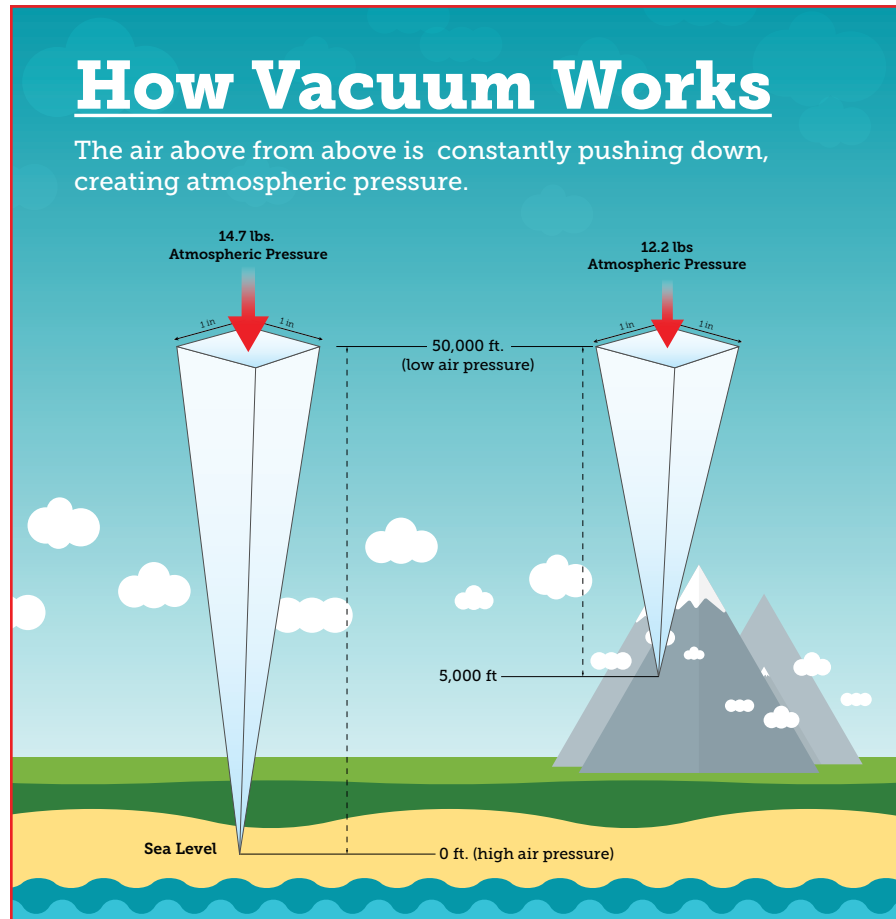 How Vacuum Works
The air above from above is constantly pushing down,
creating atmospheric pressure.
14.7 lbs.
Atmospheric Pressure
12.2 lbs
Atmospheric Pressure
1 in
1 in
1 in
1 in
50,000 ft.
(low air pressure)
5,000 ft
Sea Level
0 ft. (high air pressure)